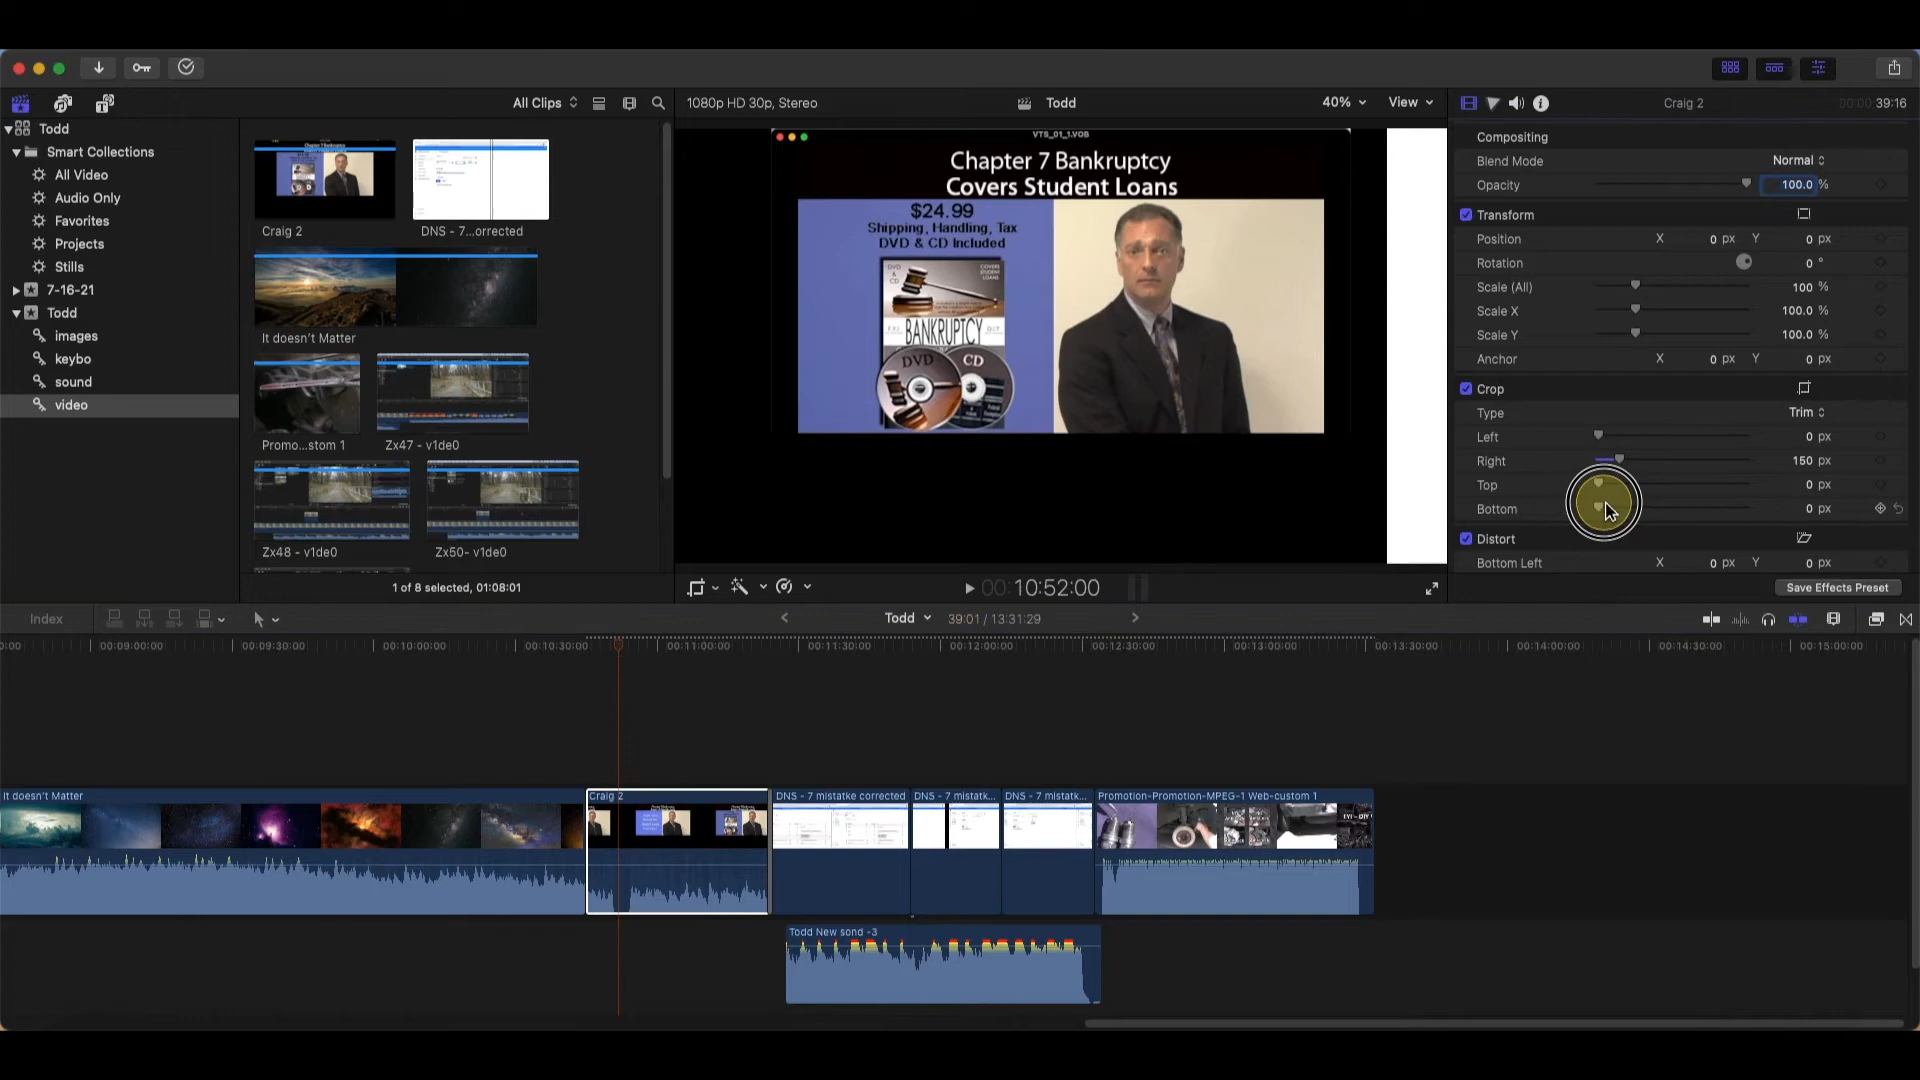 All Clips
1080p HD 30p, Stereo
Todd
40%
View
Craig 2
00:00:39:16
Todd
Smart Collections
All Video
Audio Only
Favorites
Projects
Stills
7-16-21
Todd
images
keybo
sound
video
Craig 2
DNS - 7...orrected
It doesn't Matter
Promo...stom 1
Zx47 - v1de0
Zx48 - v1de0
Zx50- v1de0
1 of 8 selected, 01:08:01
VTS_01_1.VOB
Chapter 7 Bankruptcy
Covers Student Loans
$24.99
Shipping, Handling, Tax
DVD & CD Included
DVD & CD
COVERS STUDENT LOANS
BANKRUPTCY
DVD
CD
00:10:52:00
Compositing
Blend Mode Normal
Opacity 100.0 %
Transform
Position X 0 px Y 0 px
Rotation 0 °
Scale (All) 100 %
Scale X 100.0 %
Scale Y 100.0 %
Anchor X 0 px Y 0 px
Crop
Type Trim
Left 0 px
Right 150 px
Top 0 px
Bottom 0 px
Distort
Bottom Left X 0 px Y 0 px
Save Effects Preset
Index
Todd
39:01 / 13:31:29
00:09:00:00
00:09:30:00
00:10:00:00
00:10:30:00
00:11:00:00
00:11:30:00
00:12:00:00
00:12:30:00
00:13:00:00
00:13:30:00
00:14:00:00
00:14:30:00
00:15:00:00
It doesn't Matter
Craig 2
DNS - 7 mistatke corrected
DNS - 7 mistatk...
DNS - 7 mistatk...
Promotion-Promotion-MPEG-1 Web-custom 1
Todd New sond -3